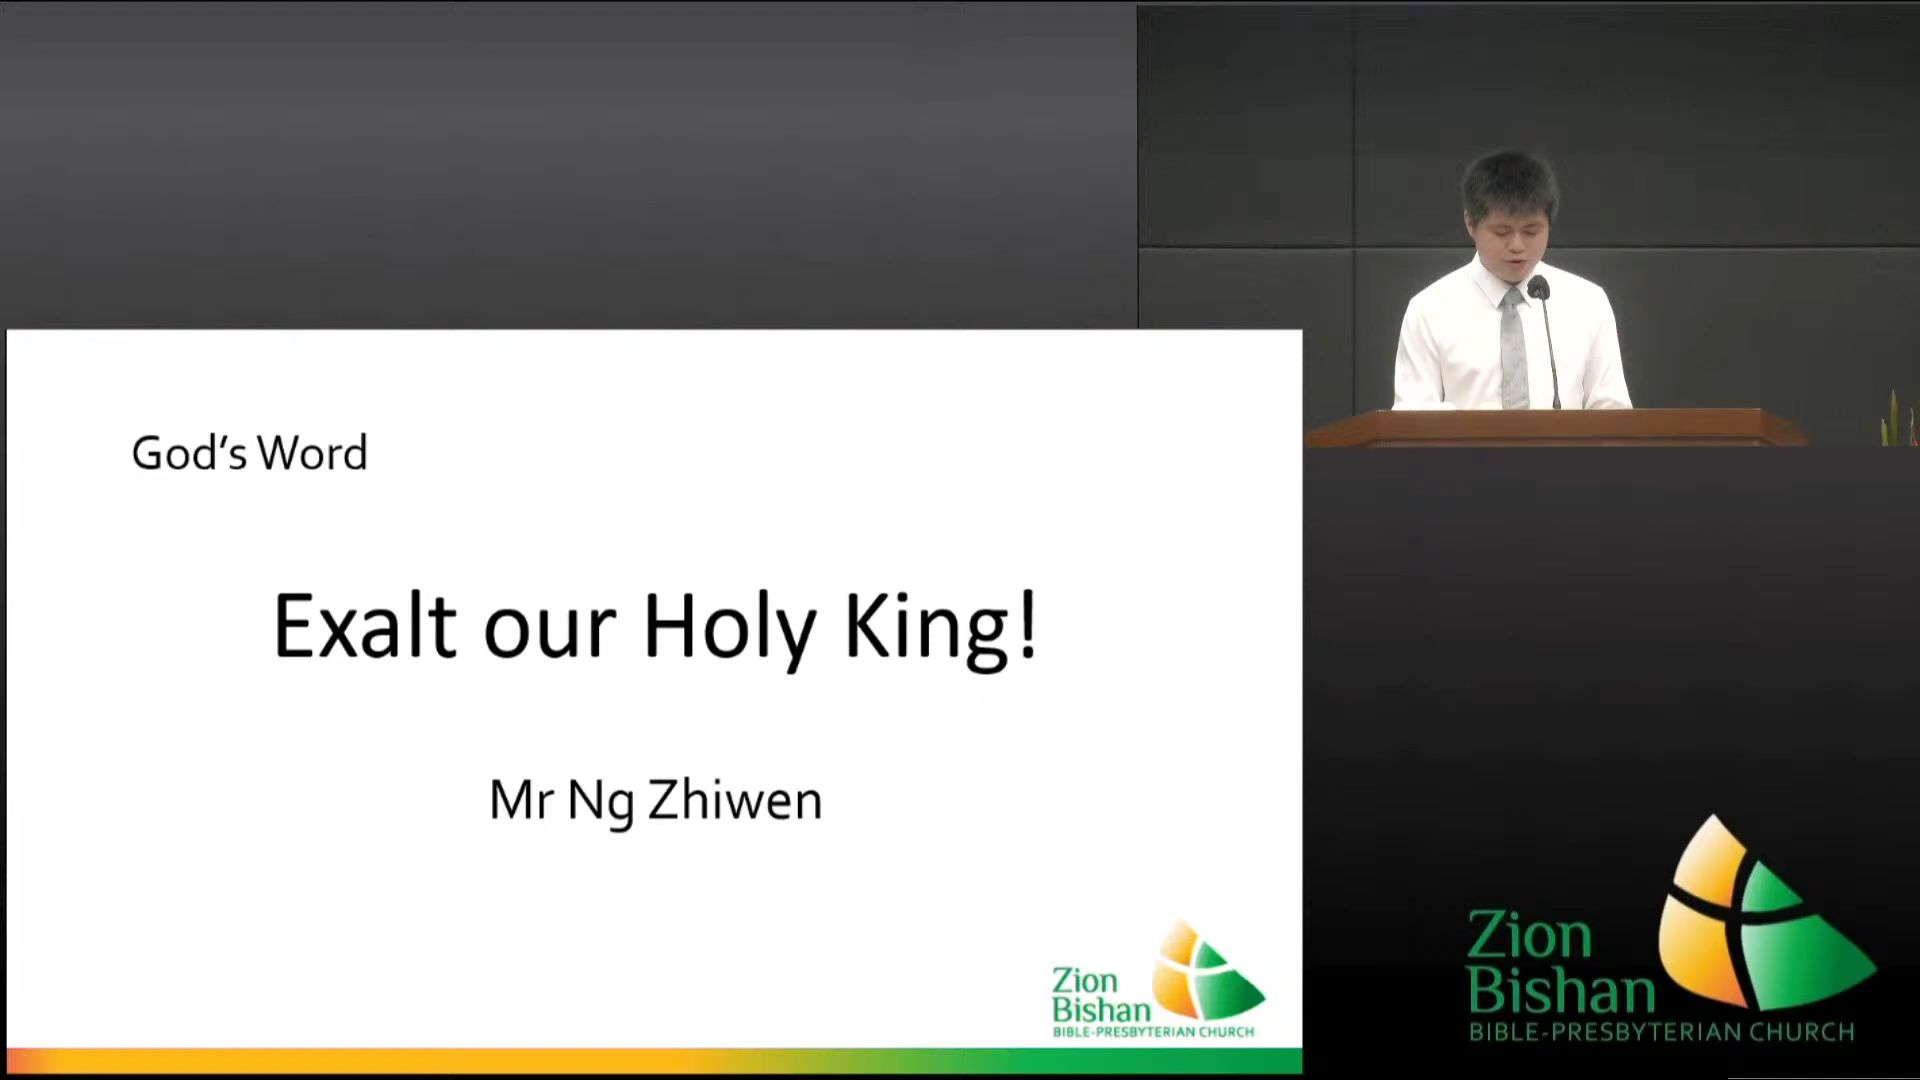 God's Word
Exalt our Holy King!
Mr Ng Zhiwen
Zion
Bishan
BIBLE-PRESBYTERIAN CHURCH
Zion
Bishan
BIBLE-PRESBYTERIAN CHURCH